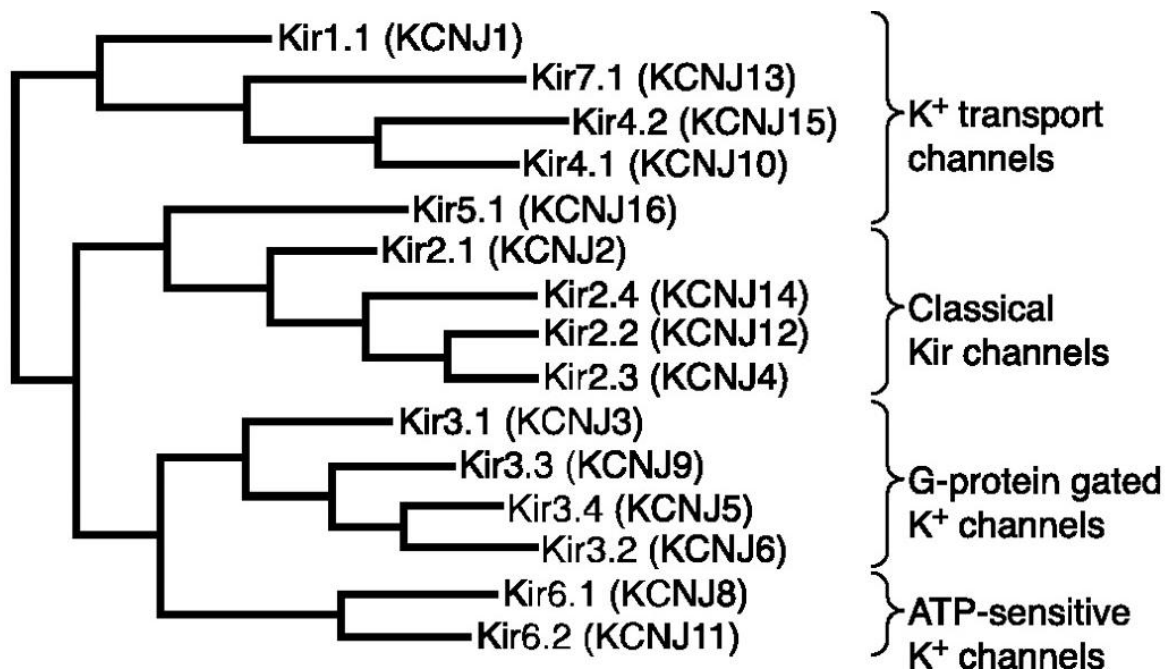 Kir1.1 (KCNJ1)
Kir7.1 (KCNJ13)
Kir4.2 (KCNJ15)
Kir4.1 (KCNJ10)
Kir5.1 (KCNJ16)
K+ transport
channels
Kir2.1 (KCNJ2)
Kir2.4 (KCNJ14)
Kir2.2 (KCNJ12)
Kir2.3 (KCNJ4)
Classical
Kir channels
Kir3.1 (KCNJ3)
Kir3.3 (KCNJ9)
Kir3.4 (KCNJ5)
Kir3.2 (KCNJ6)
G-protein gated
K+ channels
Kir6.1 (KCNJ8)
Kir6.2 (KCNJ11)
ATP-sensitive
K+ channels